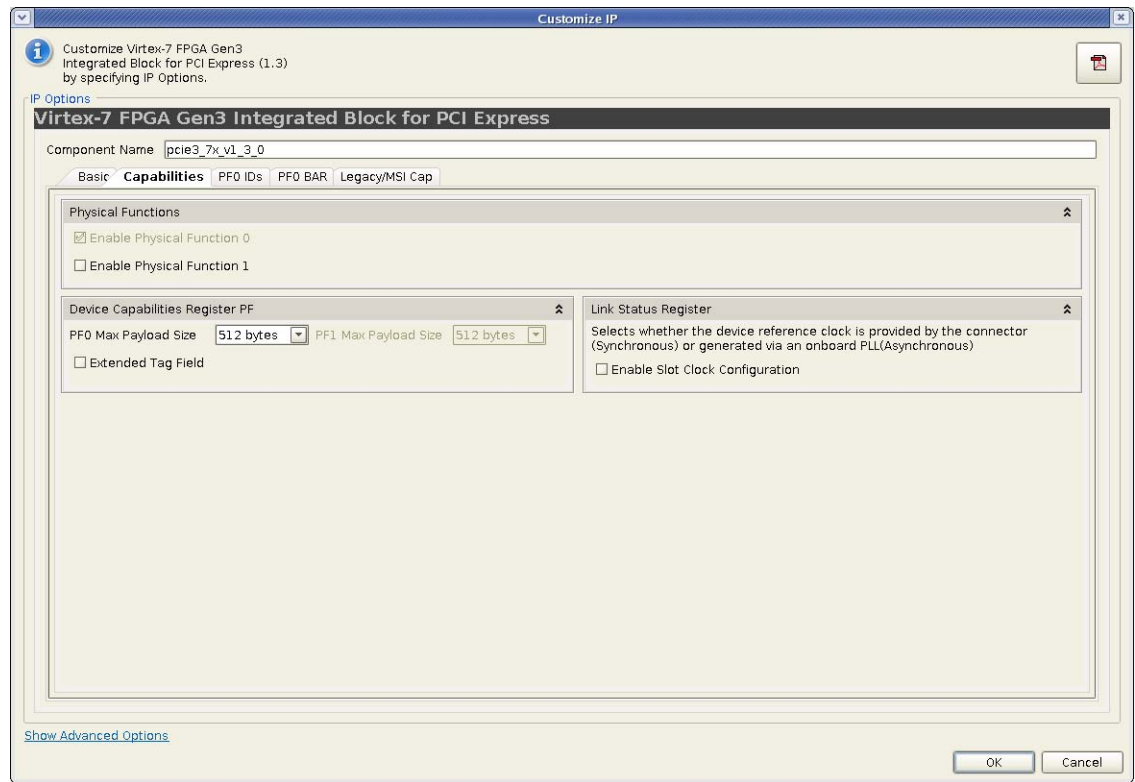 Customize IP
Customize Virtex-7 FPGA Gen3
Integrated Block for PCI Express (1.3)
by specifying IP Options.
IP Options
Virtex-7 FPGA Gen3 Integrated Block for PCI Express
Component Name pcie3_7x_v1_3_0
Basic Capabilities PF0 IDs PF0 BAR Legacy/MSI Cap
Physical Functions
Enable Physical Function 0
Enable Physical Function 1
Device Capabilities Register PF
PF0 Max Payload Size 512 bytes PF1 Max Payload Size 512 bytes
Extended Tag Field
Link Status Register
Selects whether the device reference clock is provided by the connector
(Synchronous) or generated via an onboard PLL(Asynchronous)
Enable Slot Clock Configuration
Show Advanced Options
OK Cancel